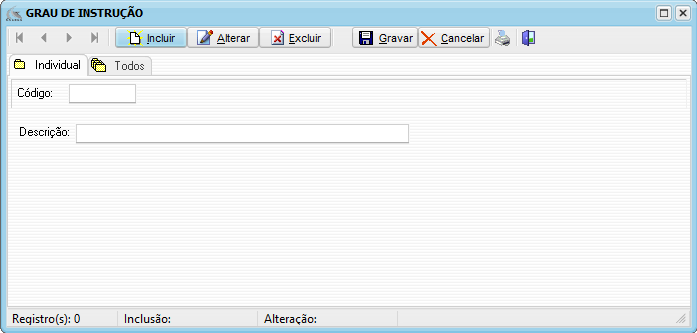 GRAU DE INSTRUÇÃO
Incluir Alterar Excluir Gravar Cancelar
Individual Todos
Código:
Descrição:
Registro(s): 0 Inclusão: Alteração: